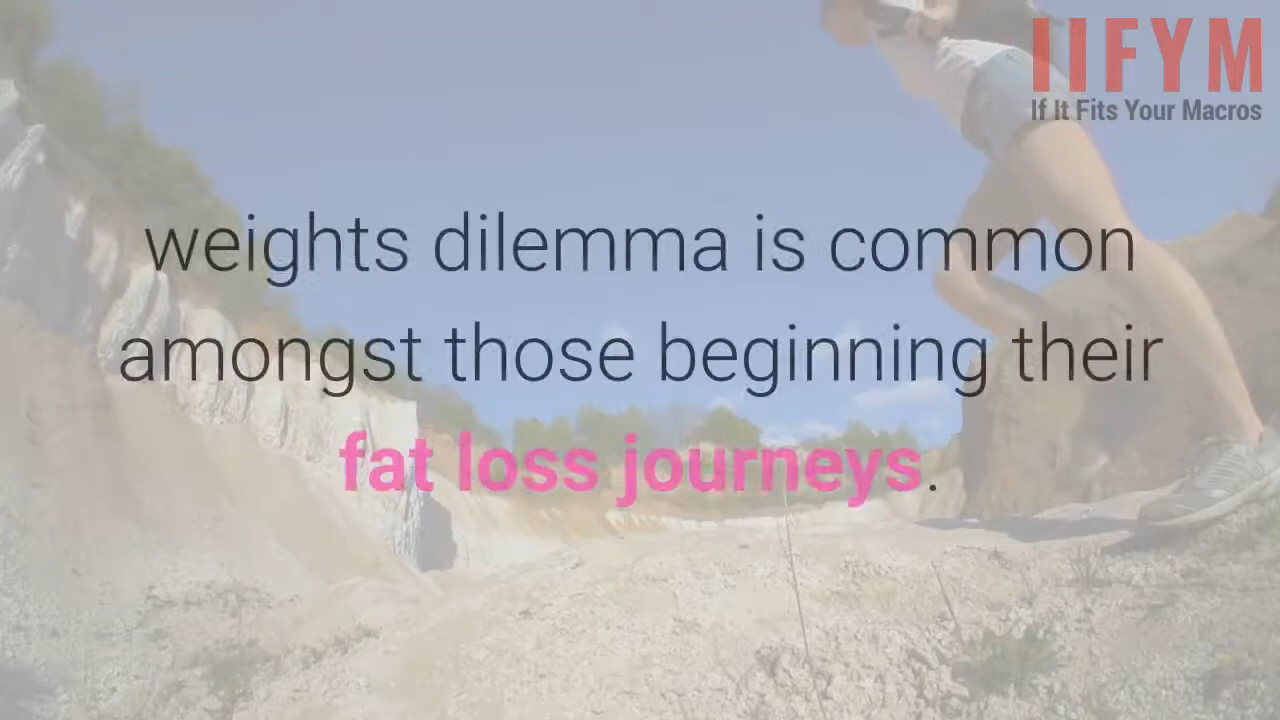 IIFYM
If It Fits Your Macros
weights dilemma is common
amongst those beginning their
fat loss journeys.